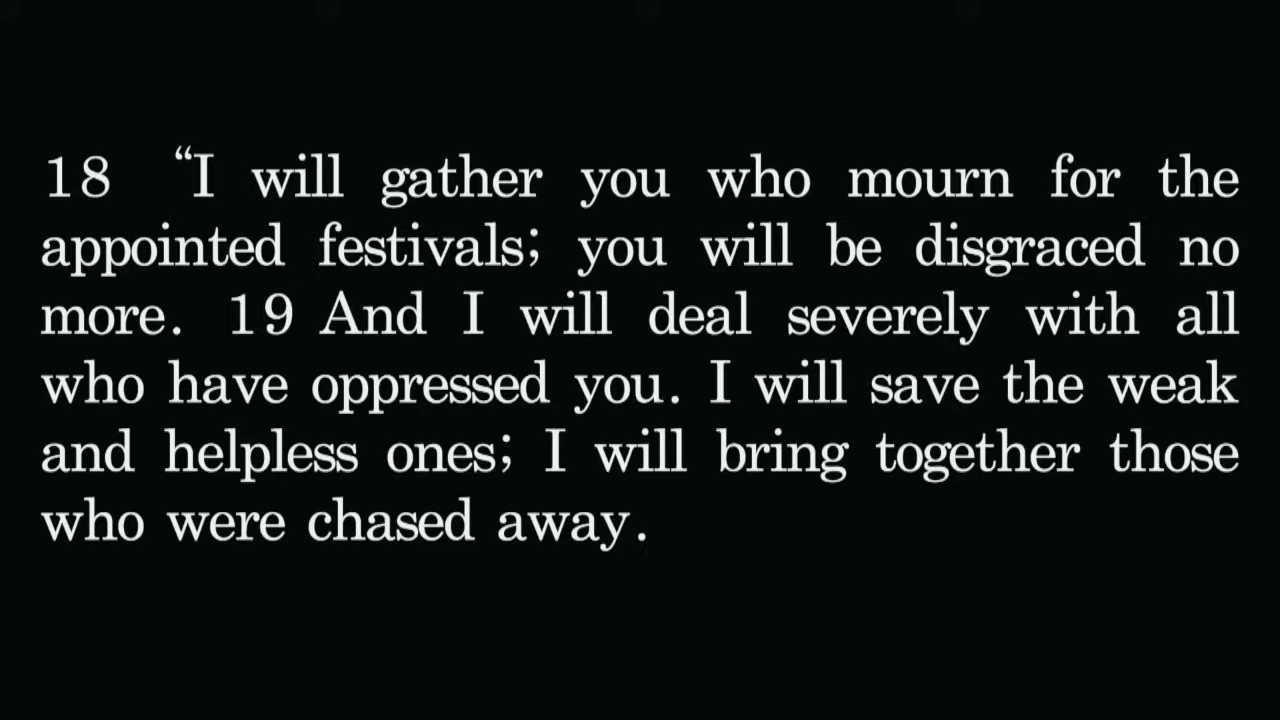 18 “I will gather you who mourn for the
appointed festivals; you will be disgraced no
more. 19 And I will deal severely with all
who have oppressed you. I will save the weak
and helpless ones; I will bring together those
who were chased away.